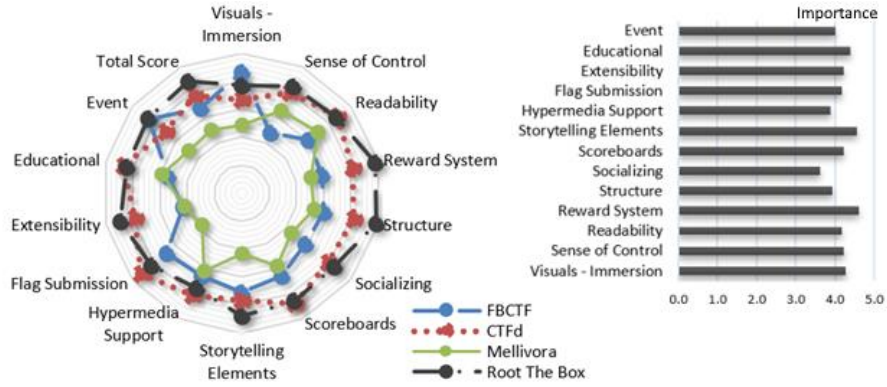 Visuals -
Immersion
Total Score
Sense of Control
Event
Readability
Educational
Reward System
Extensibility
Structure
Flag Submission
Socializing
Hypermedia
Support
Scoreboards
Storytelling
Elements
FBCTF
CTFd
Mellivora
Root The Box
Importance
Event
Educational
Extensibility
Flag Submission
Hypermedia Support
Storytelling Elements
Scoreboards
Socializing
Structure
Reward System
Readability
Sense of Control
Visuals - Immersion
0.0 1.0 2.0 3.0 4.0 5.0